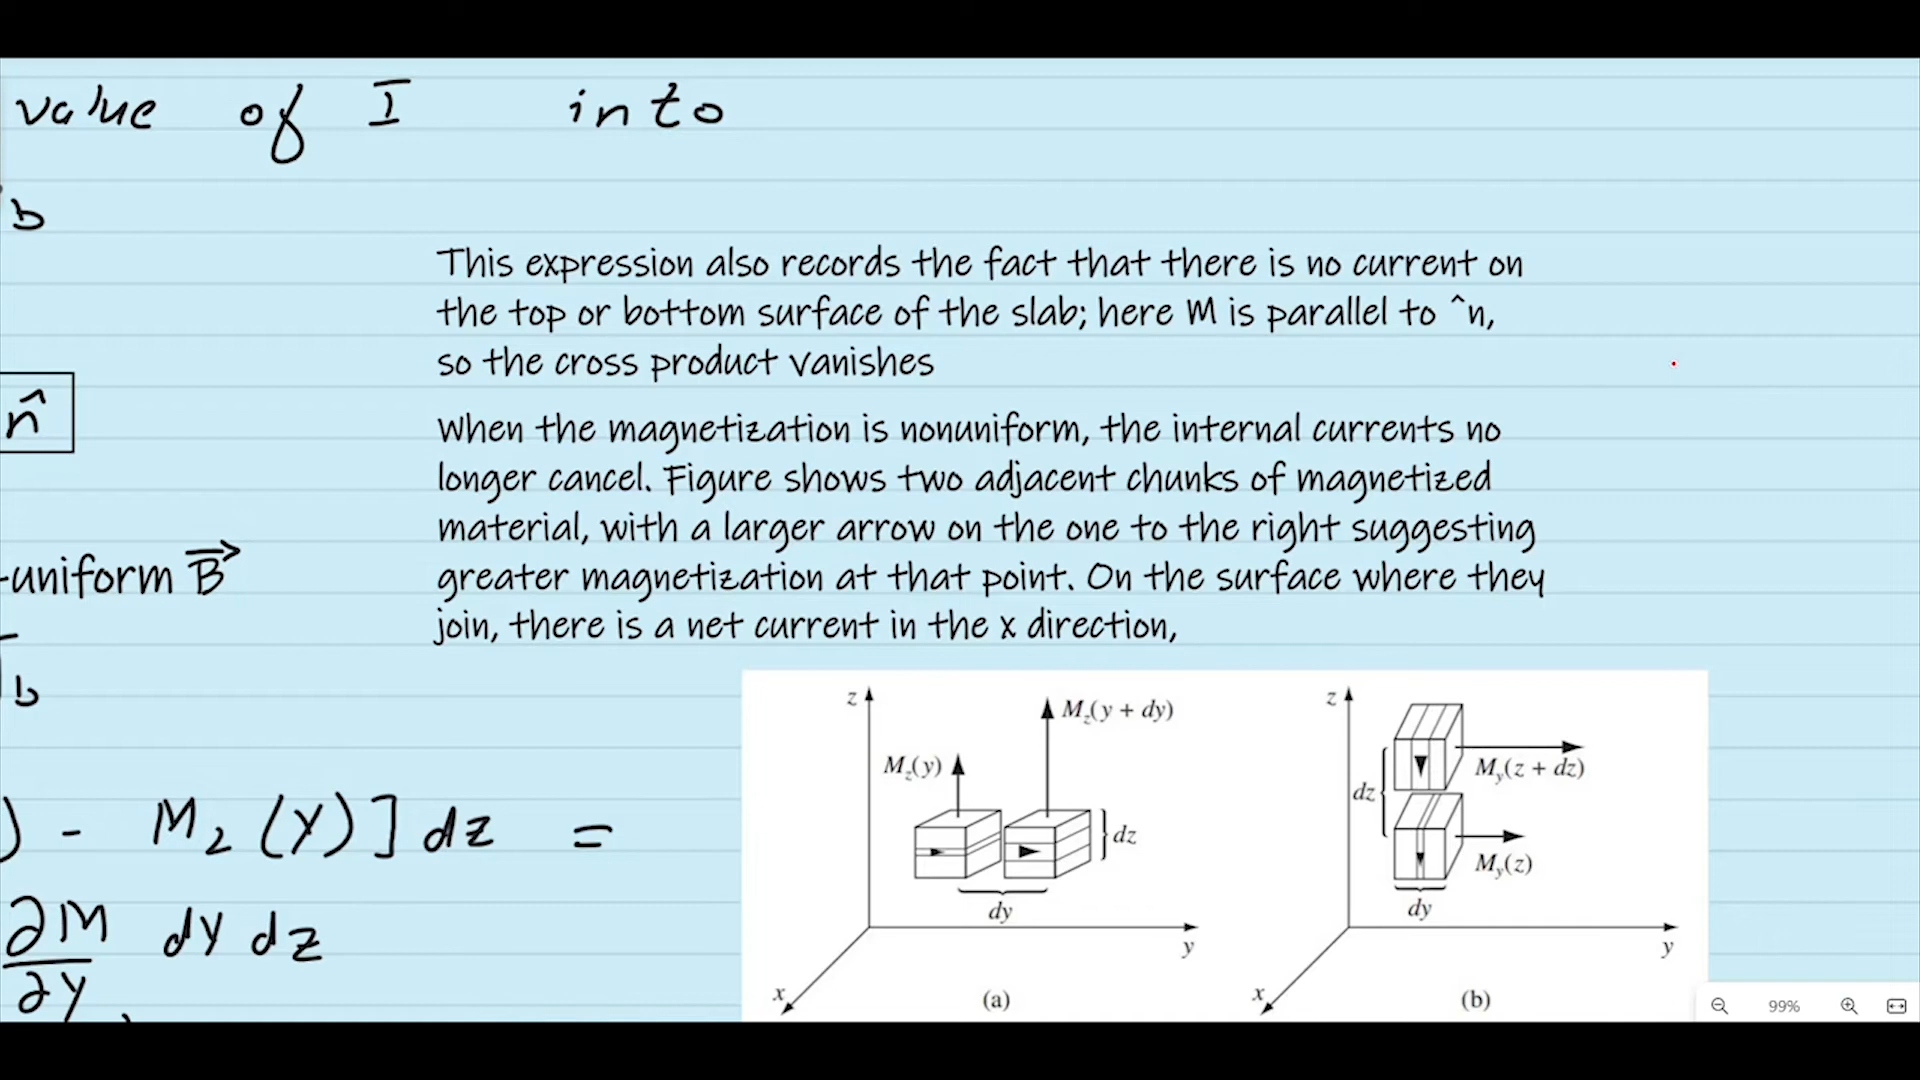 value of I into
b
This expression also records the fact that there is no current on
the top or bottom surface of the slab; here M is parallel to ^n,
so the cross product vanishes
n̂
When the magnetization is nonuniform, the internal currents no
longer cancel. Figure shows two adjacent chunks of magnetized
material, with a larger arrow on the one to the right suggesting
greater magnetization at that point. On the surface where they
join, there is a net current in the x direction,
-uniform B⃗
b
) - M₂ (Y)] dz =
∂M/∂Y dY dz
z
M_z(y)
M_z(y + dy)
dz
dy
y
x
(a)
z
M_y(z + dz)
dz
M_y(z)
dy
y
x
(b)
99%